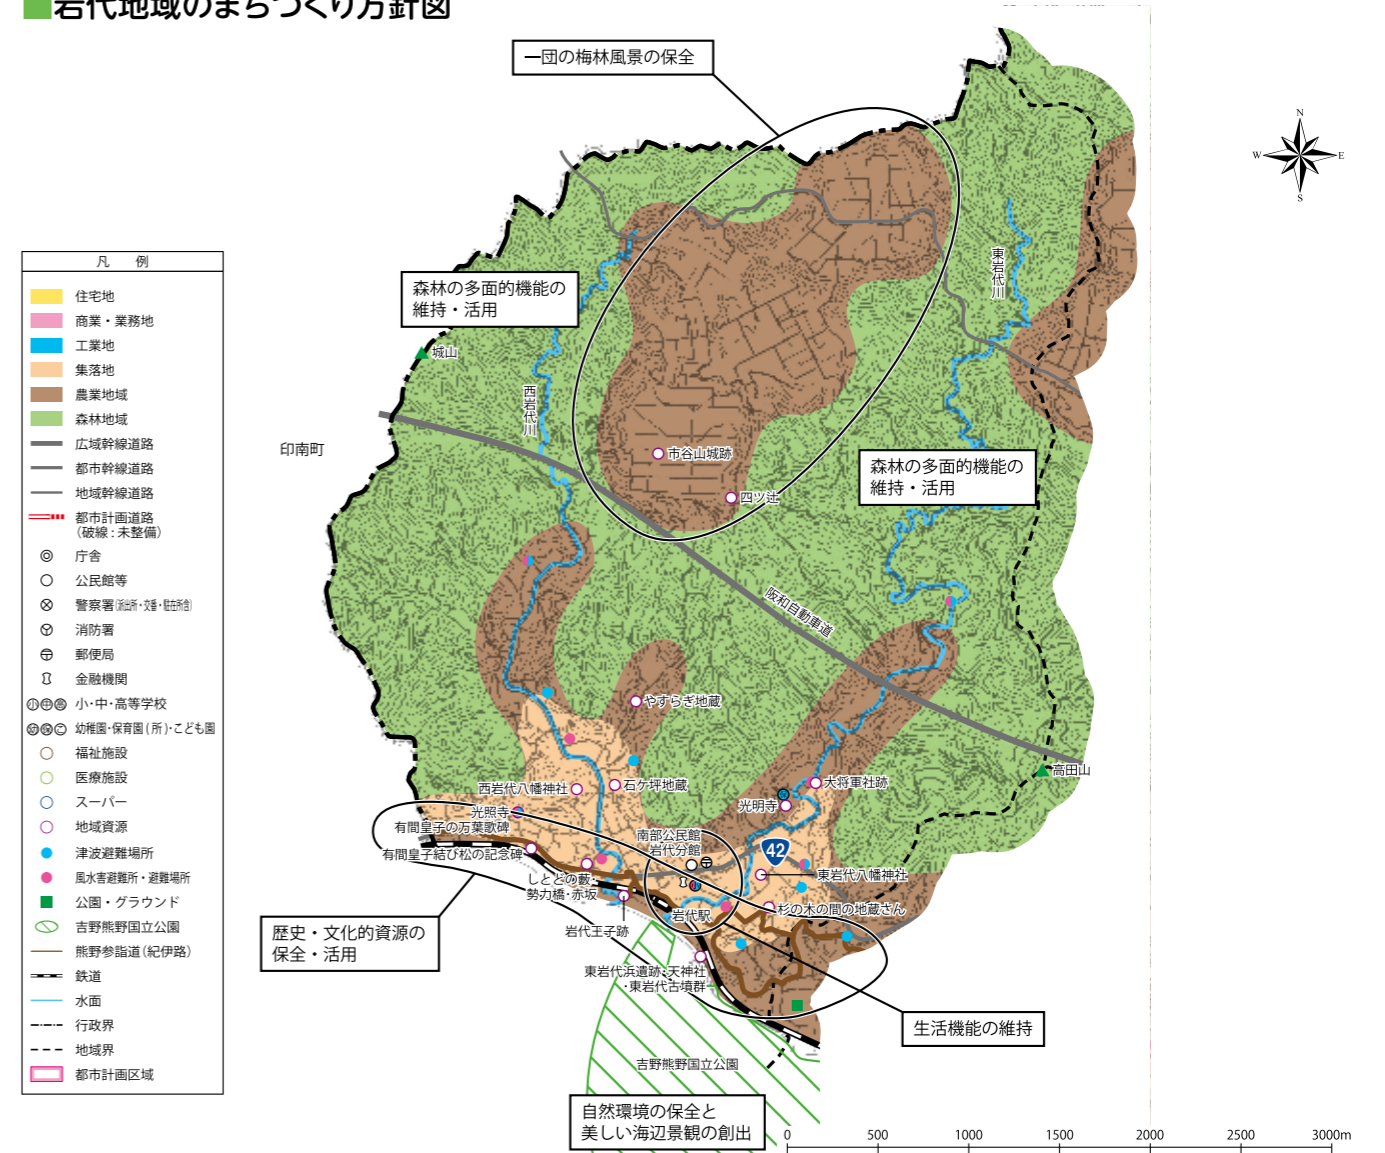 ■岩代地域のまちづくり方針図
一団の梅林風景の保全
N
W
E
S
凡 例
住宅地
商業・業務地
工業地
集落地
農業地域
森林地域
広域幹線道路
都市幹線道路
地域幹線道路
都市計画道路
(破線:未整備)
庁舎
公民館等
警察署(派出所・交番・駐在所含)
消防署
郵便局
金融機関
小 中 高 小・中・高等学校
幼 保 こ 幼稚園・保育園(所)・こども園
福祉施設
医療施設
スーパー
地域資源
津波避難場所
風水害避難所・避難場所
公園・グラウンド
吉野熊野国立公園
熊野参詣道(紀伊路)
鉄道
水面
行政界
地域界
都市計画区域
森林の多面的機能の
維持・活用
城山
西岩代川
東岩代川
印南町
市谷山城跡
四ツ辻
森林の多面的機能の
維持・活用
阪和自動車道
やすらぎ地蔵
高田山
西岩代八幡神社
石ケ坪地蔵
大将軍社跡
光明寺
光照寺
有間皇子の万葉歌碑
南部公民館
岩代分館
42
有間皇子結び松の記念碑
東岩代八幡神社
しとどの藪・
勢力橋・赤坂
岩代駅
杉の木の間の地蔵さん
岩代王子跡
歴史・文化的資源の
保全・活用
東岩代浜遺跡・天神社
・東岩代古墳群
生活機能の維持
吉野熊野国立公園
自然環境の保全と
美しい海辺景観の創出
0 500 1000 1500 2000 2500 3000m